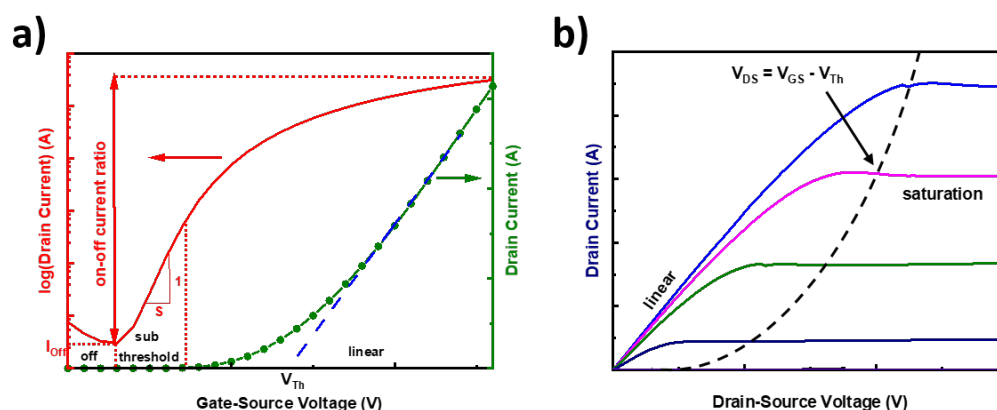 a)
log(Drain Current) (A)
on-off current ratio
1
S
I_Off
off
sub
threshold
linear
V_Th
Gate-Source Voltage (V)
Drain Current (A)
b)
V_DS = V_GS - V_Th
saturation
linear
Drain Current (A)
Drain-Source Voltage (V)